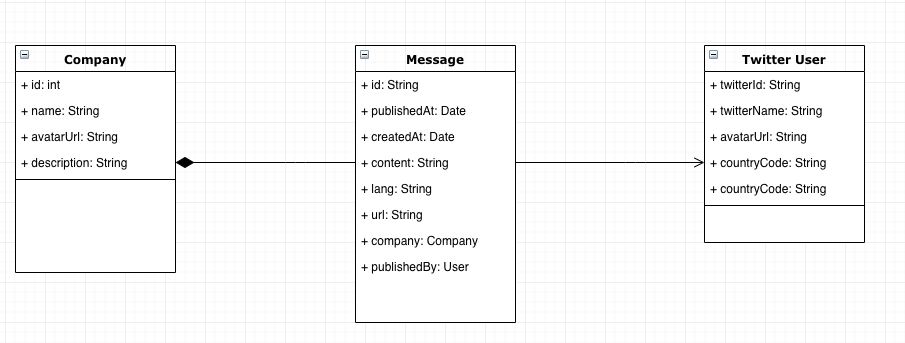 Company
+ id: int
+ name: String
+ avatarUrl: String
+ description: String
Message
+ id: String
+ publishedAt: Date
+ createdAt: Date
+ content: String
+ lang: String
+ url: String
+ company: Company
+ publishedBy: User
Twitter User
+ twitterId: String
+ twitterName: String
+ avatarUrl: String
+ countryCode: String
+ countryCode: String